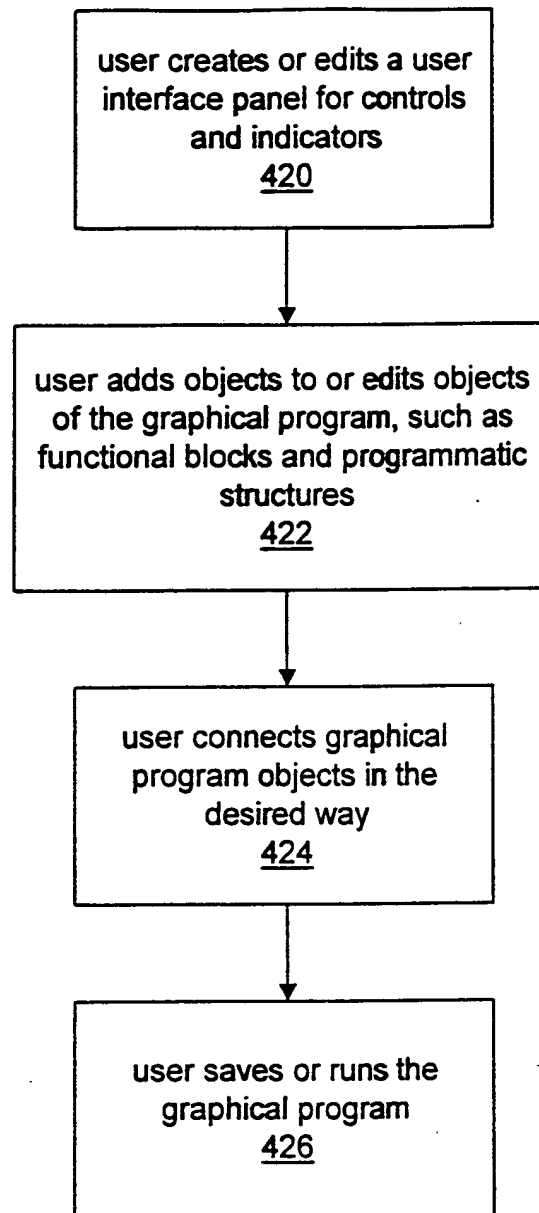 user creates or edits a user
interface panel for controls
and indicators
420
user adds objects to or edits objects
of the graphical program, such as
functional blocks and programmatic
structures
422
user connects graphical
program objects in the
desired way
424
user saves or runs the
graphical program
426